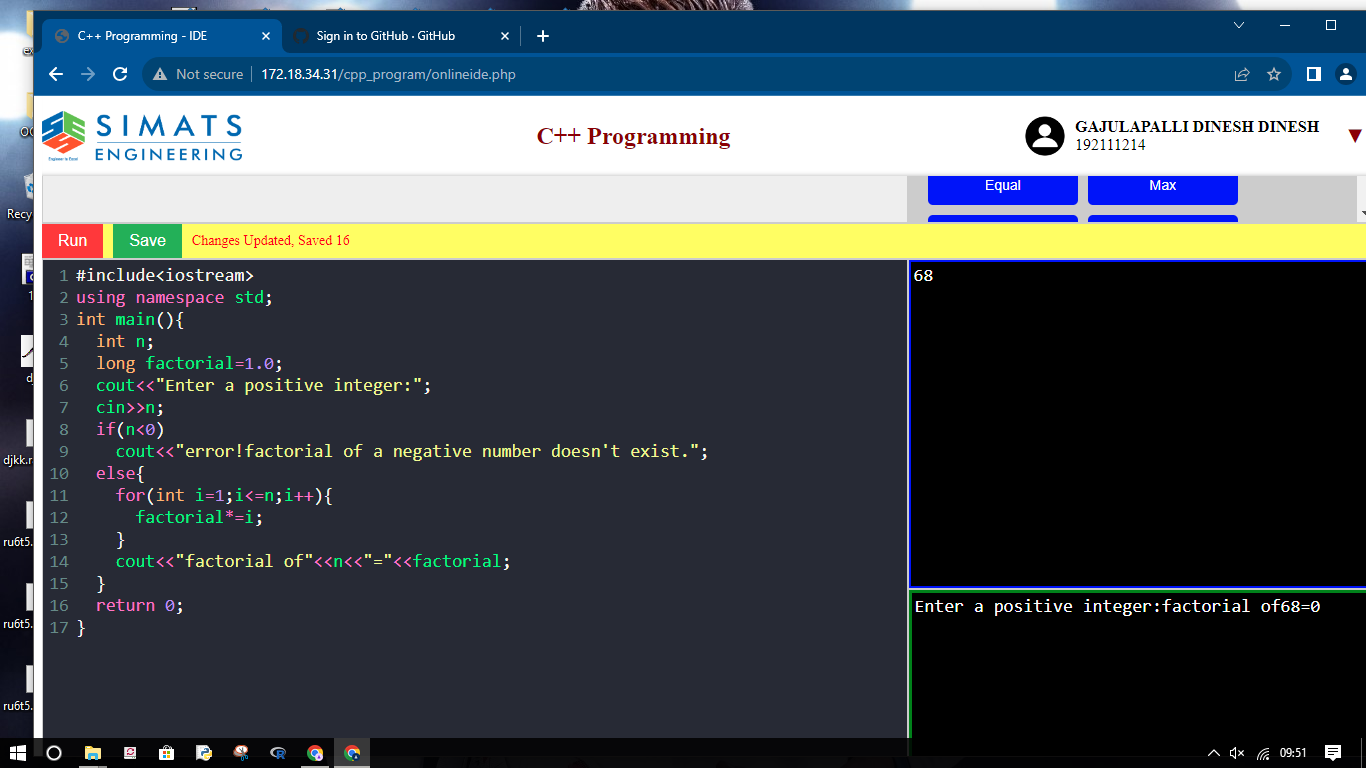 C++ Programming - IDE
Sign in to GitHub · GitHub
Not secure
172.18.34.31/cpp_program/onlineide.php
SIMATS
ENGINEERING
Engineer to Excel
C++ Programming
GAJULAPALLI DINESH DINESH
192111214
Equal
Max
Run
Save
Changes Updated, Saved 16
1 #include<iostream>
2 using namespace std;
3 int main(){
4 int n;
5 long factorial=1.0;
6 cout<<"Enter a positive integer:";
7 cin>>n;
8 if(n<0)
9 cout<<"error!factorial of a negative number doesn't exist.";
10 else{
11 for(int i=1;i<=n;i++){
12 factorial*=i;
13 }
14 cout<<"factorial of"<<n<<"="<<factorial;
15 }
16 return 0;
17 }
68
Enter a positive integer:factorial of68=0
Recy
djkk.r
ru6t5.
ru6t5.
ru6t5.
09:51